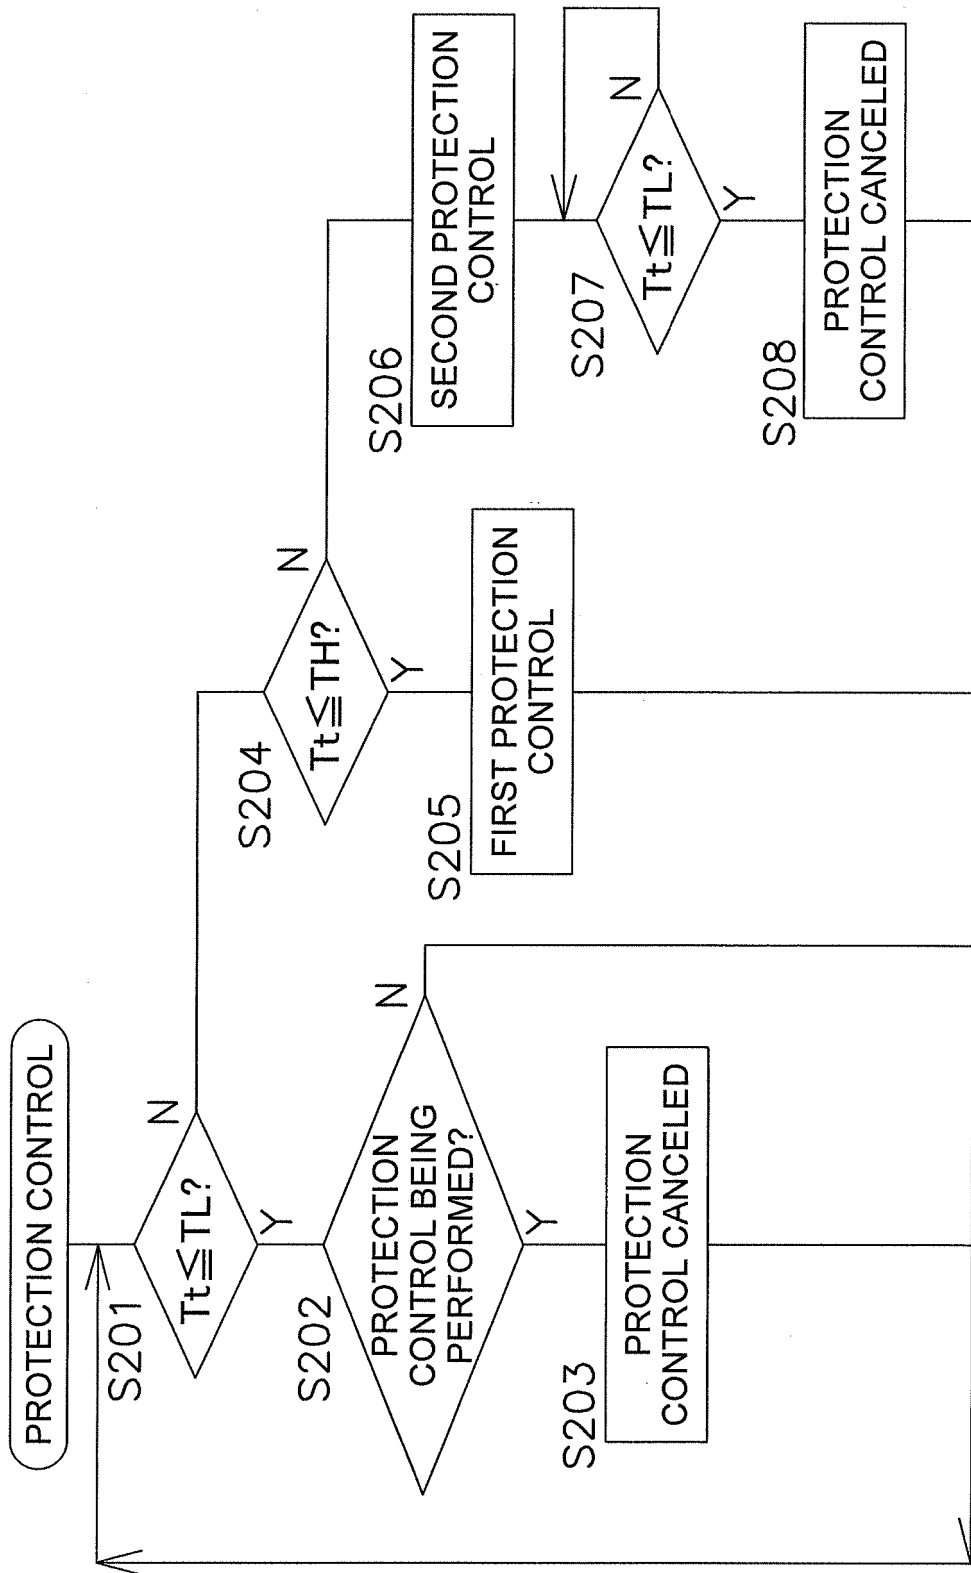 PROTECTION CONTROL
S201
Tt≦TL?
N
Y
S202
PROTECTION
CONTROL BEING
PERFORMED?
N
Y
S203
PROTECTION
CONTROL CANCELED
S204
Tt≦TH?
N
Y
S205
FIRST PROTECTION
CONTROL
S206
SECOND PROTECTION
CONTROL
S207
Tt≦TL?
N
Y
S208
PROTECTION
CONTROL CANCELED